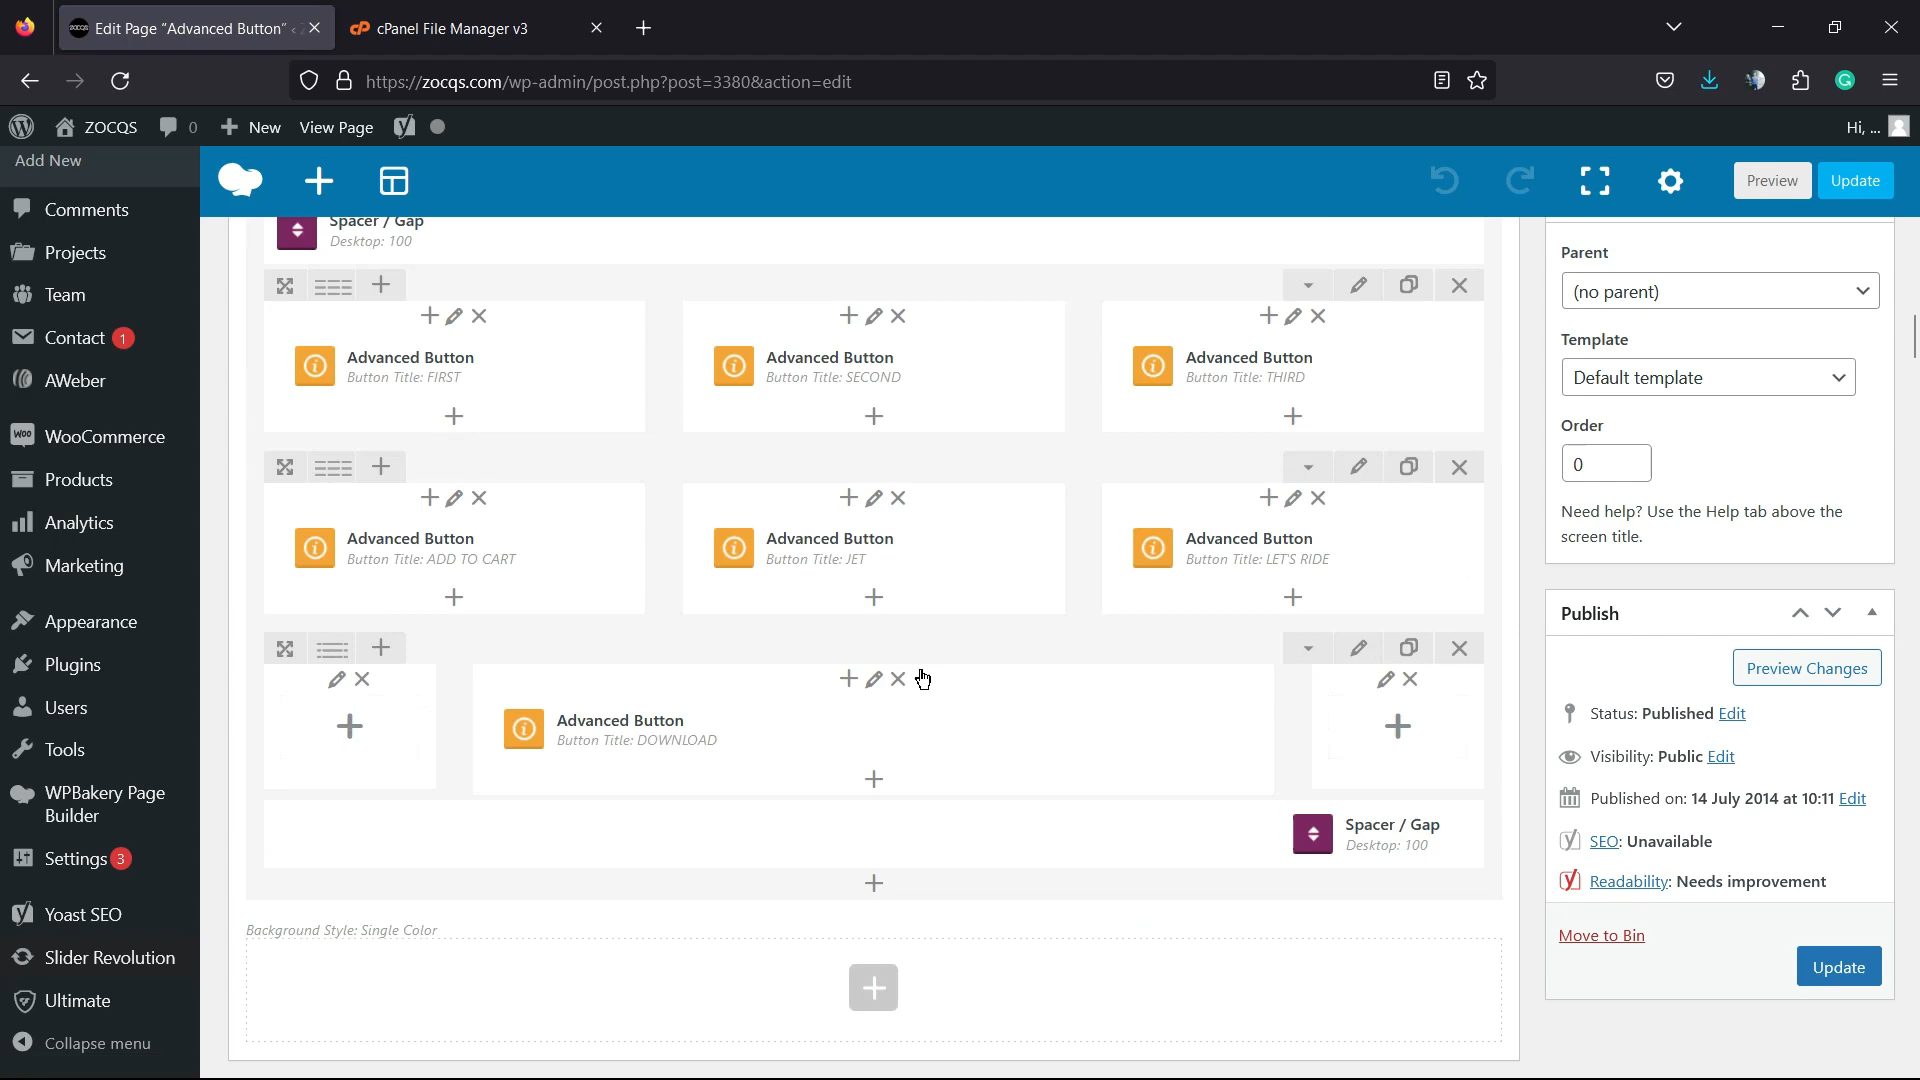 Edit Page “Advanced Button” ‹
cPanel File Manager v3
https://zocqs.com/wp-admin/post.php?post=3380&action=edit
ZOCQS
0
New
View Page
Hi, ...
Add New
Comments
Projects
Team
Contact 1
AWeber
WooCommerce
Products
Analytics
Marketing
Appearance
Plugins
Users
Tools
WPBakery Page
Builder
Settings 3
Yoast SEO
Slider Revolution
Ultimate
Collapse menu
Preview
Update
Spacer / Gap
Desktop: 100
Advanced Button
Button Title: FIRST
Advanced Button
Button Title: SECOND
Advanced Button
Button Title: THIRD
Advanced Button
Button Title: ADD TO CART
Advanced Button
Button Title: JET
Advanced Button
Button Title: LET'S RIDE
Advanced Button
Button Title: DOWNLOAD
Spacer / Gap
Desktop: 100
Background Style: Single Color
Parent
(no parent)
Template
Default template
Order
0
Need help? Use the Help tab above the
screen title.
Publish
Preview Changes
Status: Published Edit
Visibility: Public Edit
Published on: 14 July 2014 at 10:11 Edit
SEO: Unavailable
Readability: Needs improvement
Move to Bin
Update